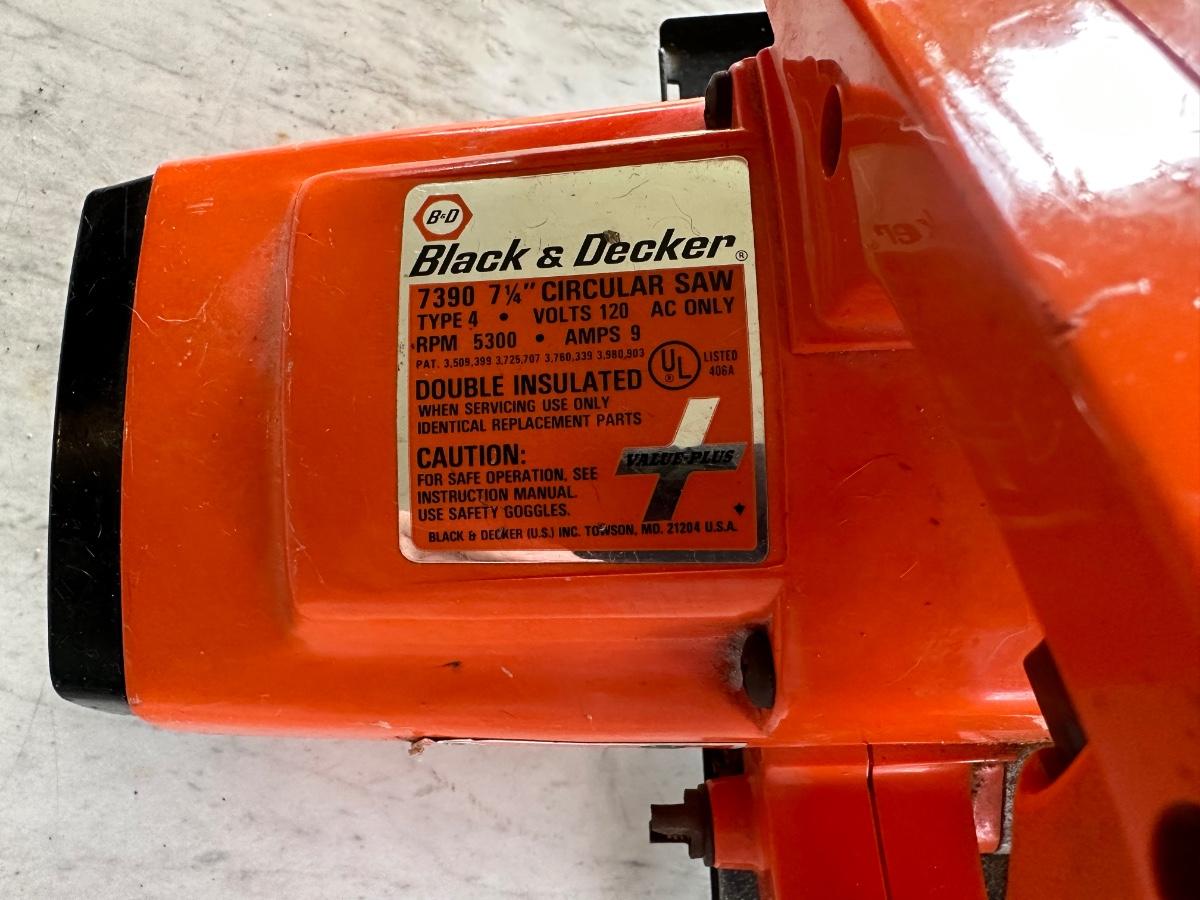 B&D
Black & Decker®
7390 7¼" CIRCULAR SAW
TYPE 4 • VOLTS 120 AC ONLY
RPM 5300 • AMPS 9
PAT. 3,509,399 3,725,707 3,760,339 3,980,903
UL ® LISTED 406A
DOUBLE INSULATED
WHEN SERVICING USE ONLY
IDENTICAL REPLACEMENT PARTS
CAUTION:
FOR SAFE OPERATION, SEE
INSTRUCTION MANUAL.
USE SAFETY GOGGLES.
VALUE-PLUS
BLACK & DECKER (U.S.) INC. TOWSON, MD. 21204 U.S.A.